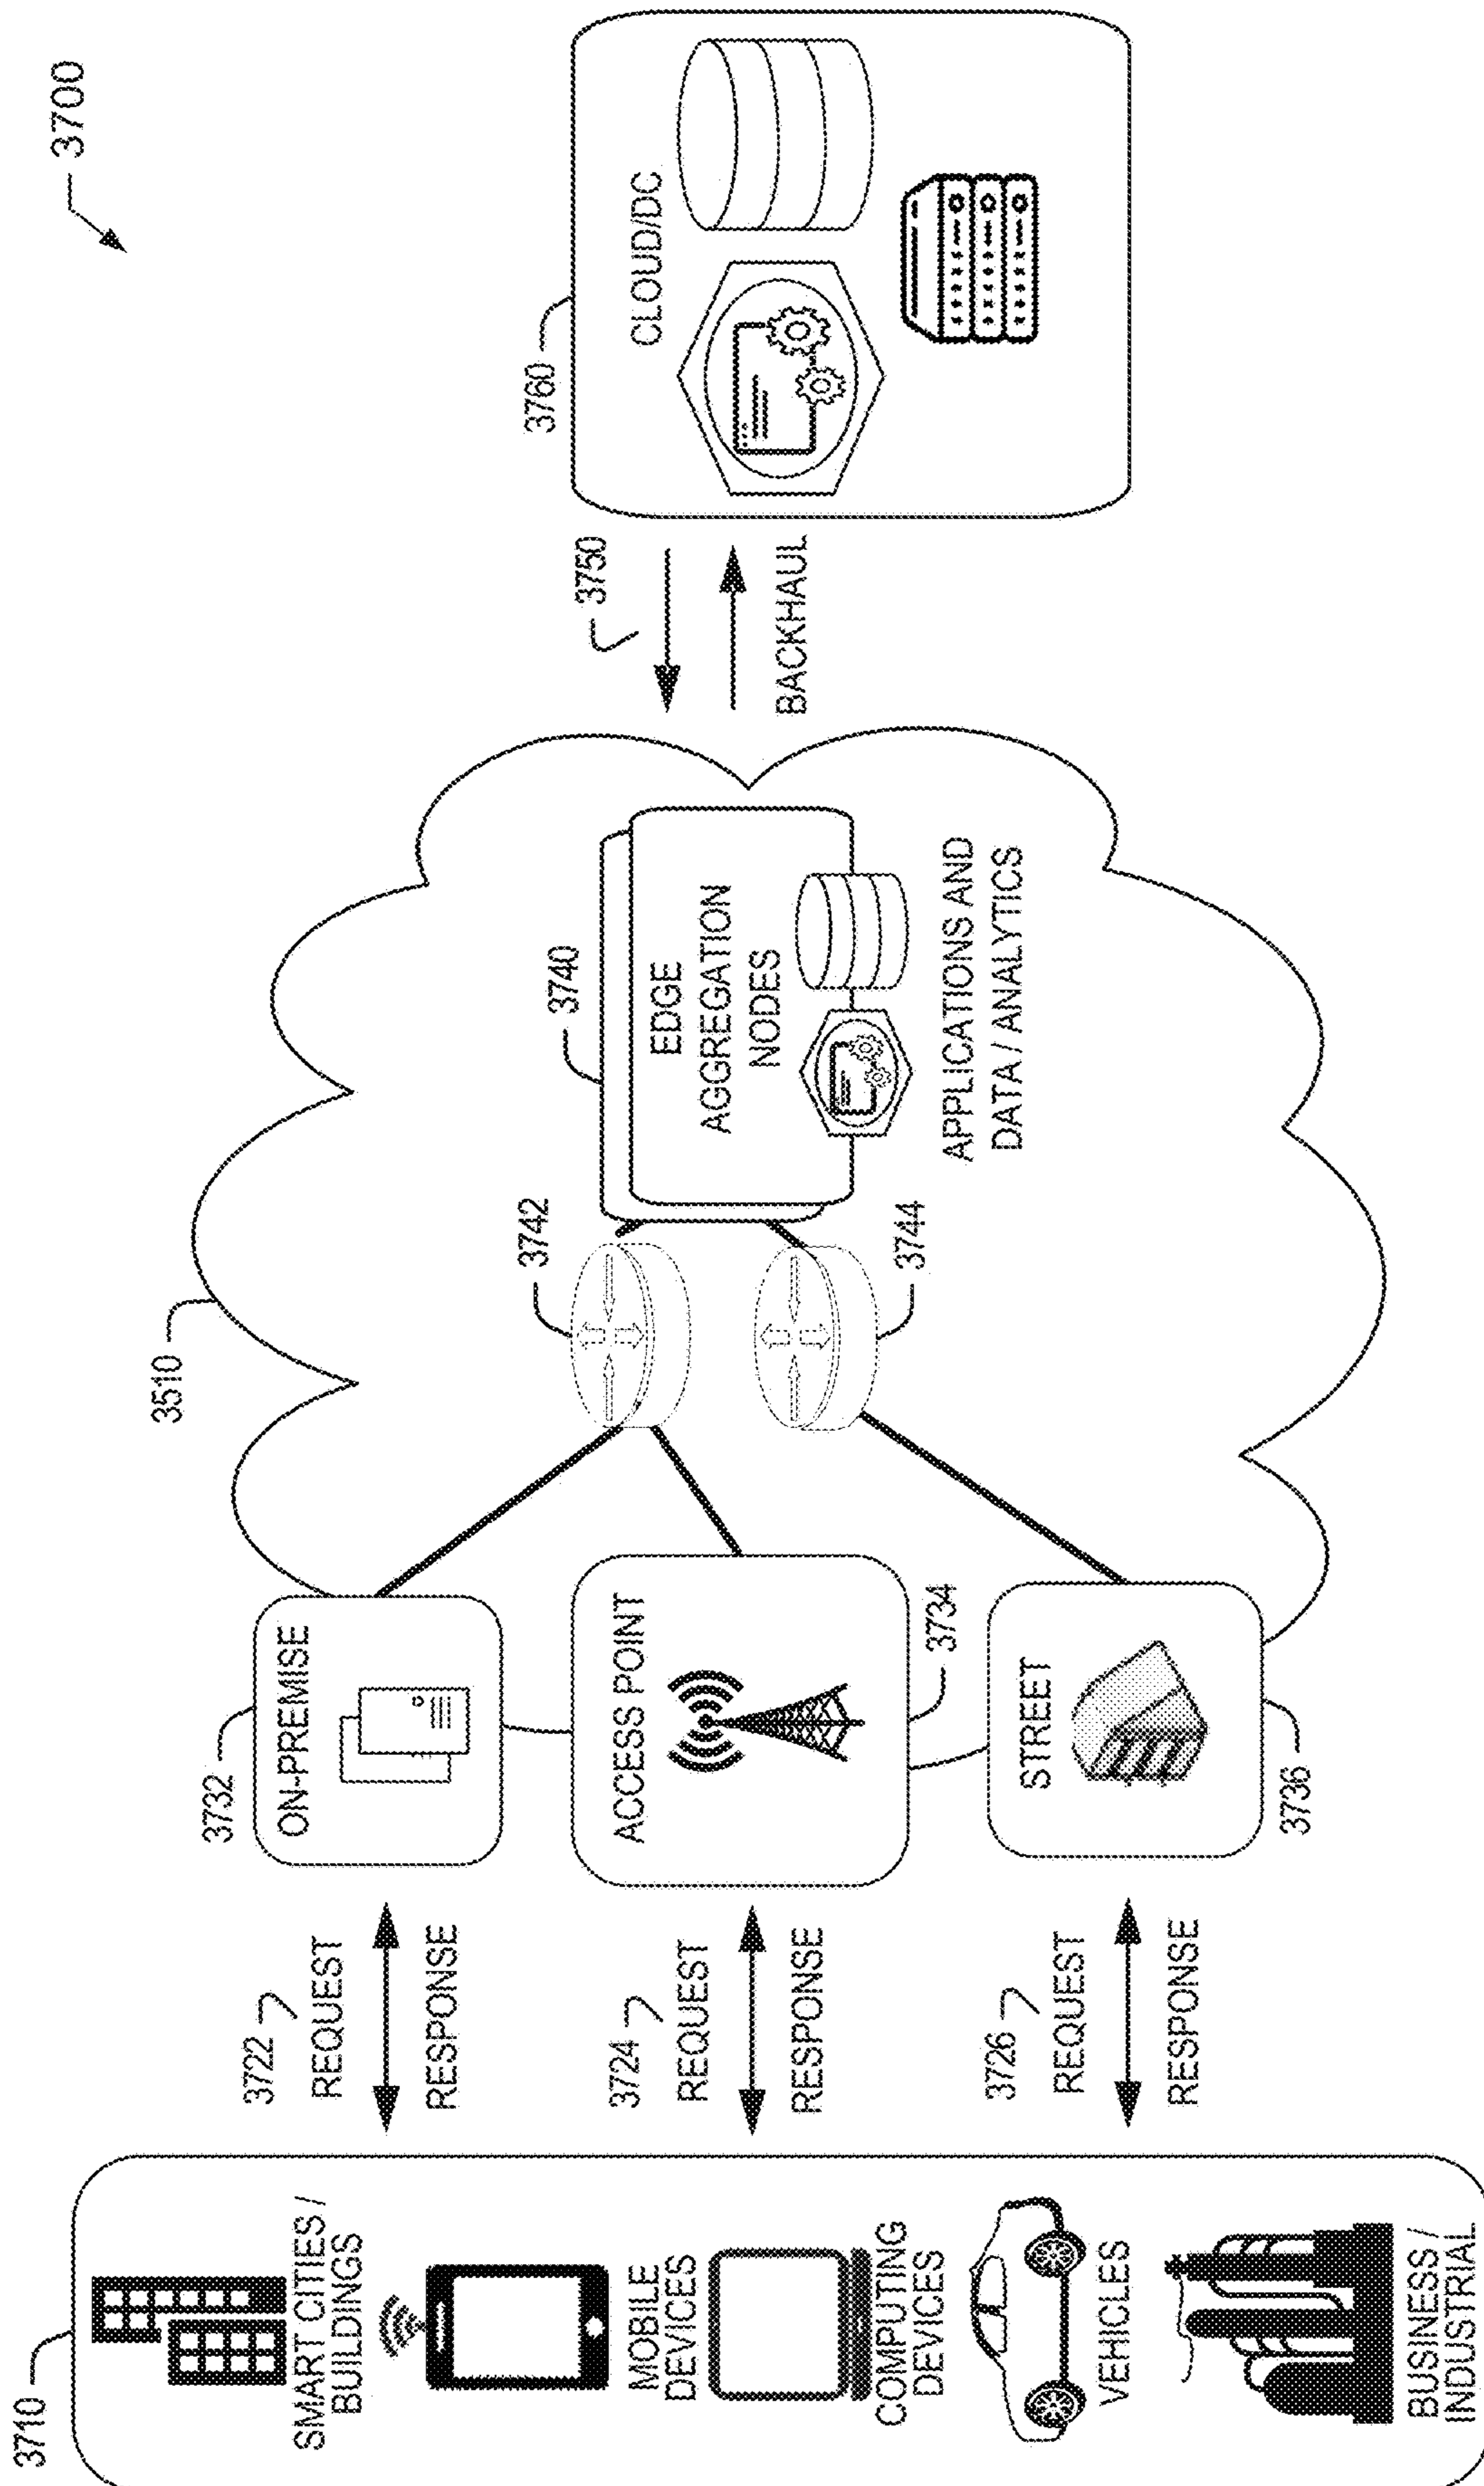 3700
3710
SMART CITIES /
BUILDINGS
MOBILE
DEVICES
COMPUTING
DEVICES
VEHICLES
BUSINESS /
INDUSTRIAL
3722
REQUEST
RESPONSE
3724
REQUEST
RESPONSE
3726
REQUEST
RESPONSE
3732
ON-PREMISE
ACCESS POINT
3734
STREET
3736
3510
3742
3744
3740
EDGE
AGGREGATION
NODES
APPLICATIONS AND
DATA / ANALYTICS
3750
BACKHAUL
3760
CLOUD/DC